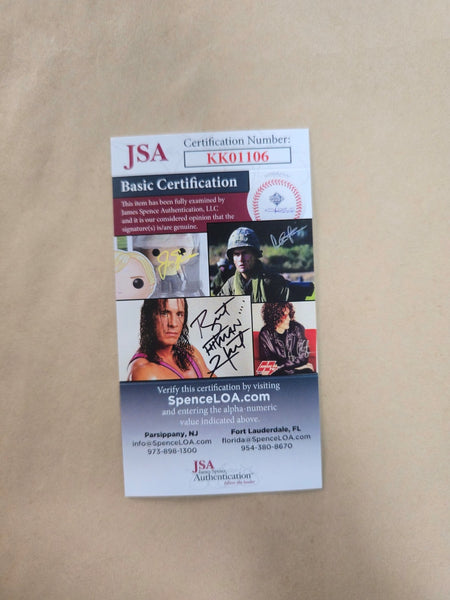 JSA
Certification Number:
KK01106
Basic Certification
This item has been fully examined by
James Spence Authentication, LLC
and it is our considered opinion that the
signature(s) is/are genuine.
Bret
"HITMAN"
Hart
Verify this certification by visiting
SpenceLOA.com
and entering the alpha-numeric
value indicated above.
Parsippany, NJ
info@SpenceLOA.com
973-898-1300
Fort Lauderdale, FL
florida@SpenceLOA.com
954-380-8670
JSA
James Spence
Authentication